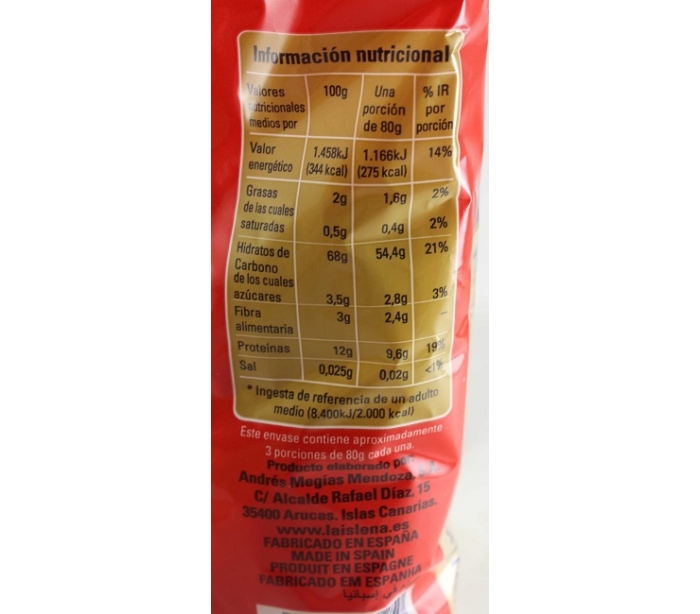 Información nutricional
Valores nutricionales medios por 100g Una porción de 80g % IR por porción
Valor energético 1.458kJ (344 kcal) 1.166kJ (275 kcal) 14%
Grasas 2g 1,6g 2%
de las cuales saturadas 0,5g 0,4g 2%
Hidratos de Carbono 68g 54,4g 21%
de los cuales azúcares 3,5g 2,8g 3%
Fibra alimentaria 3g 2,4g –
Proteínas 12g 9,6g 19%
Sal 0,025g 0,02g <1%
* Ingesta de referencia de un adulto
medio (8.400kJ/2.000 kcal)
Este envase contiene aproximadamente
3 porciones de 80g cada una.
Producto elaborado por:
Andrés Megías Mendoza,
C/ Alcalde Rafael Díaz, 15
35400 Arucas. Islas Canarias.
www.laislena.es
FABRICADO EN ESPAÑA
MADE IN SPAIN
PRODUIT EN ESPAGNE
FABRICADO EM ESPANHA
في إسبانيا